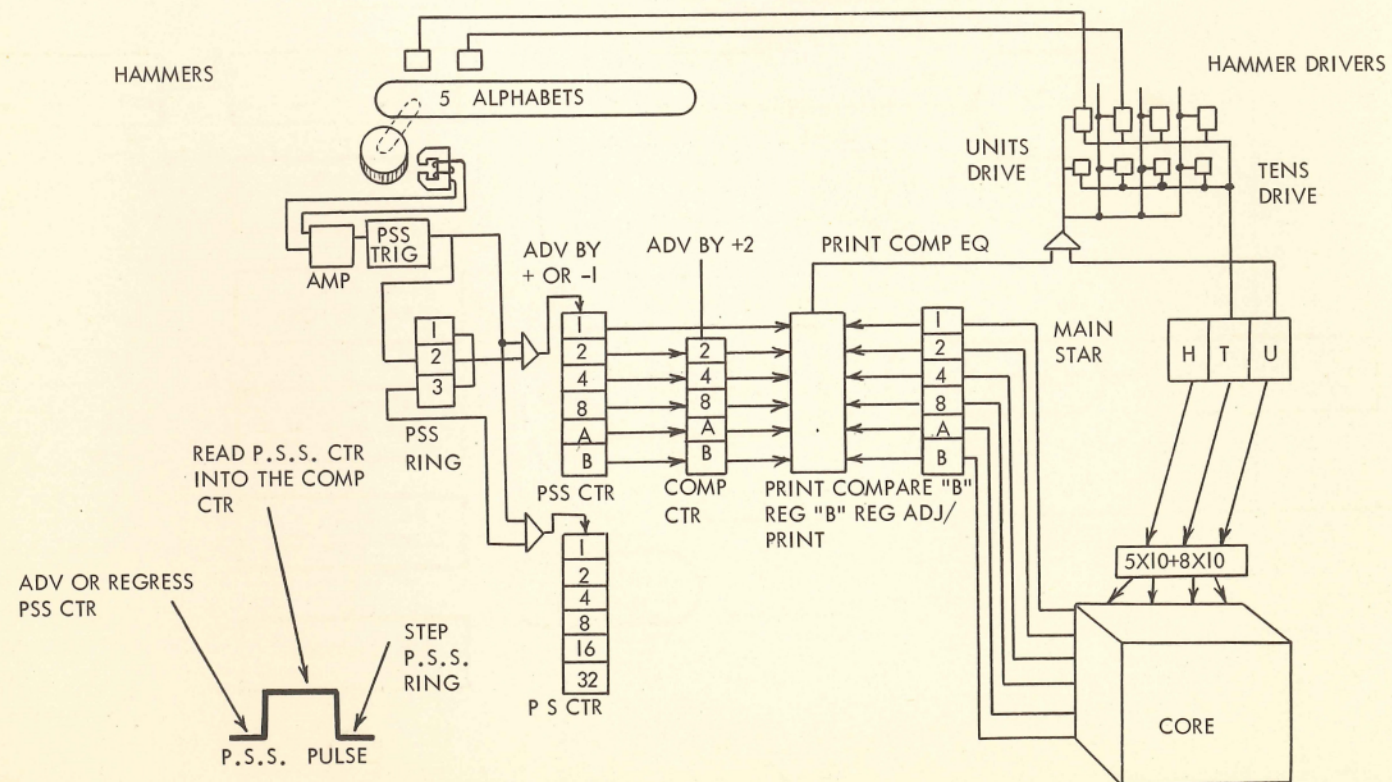 HAMMERS
5 ALPHABETS
HAMMER DRIVERS
UNITS
DRIVE
TENS
DRIVE
AMP
PSS
TRIG
ADV BY
+ OR -1
ADV BY +2
PRINT COMP EQ
1
2
3
PSS
RING
1
2
4
8
A
B
PSS CTR
2
4
8
A
B
COMP
CTR
PRINT COMPARE "B"
REG "B" REG ADJ/
PRINT
1
2
4
8
A
B
MAIN
STAR
H T U
5X10+8X10
CORE
1
2
4
8
16
32
P S CTR
READ P.S.S. CTR
INTO THE COMP
CTR
ADV OR REGRESS
PSS CTR
STEP
P.S.S.
RING
P.S.S. PULSE